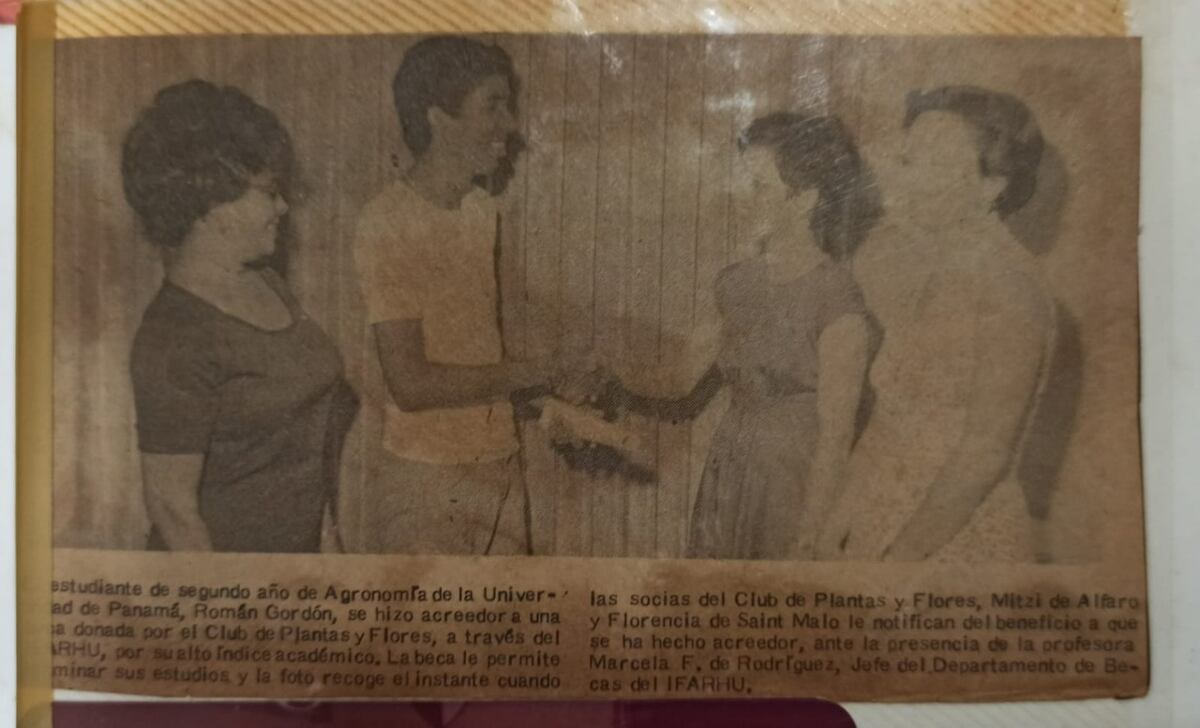 estudiante de segundo año de Agronomía de la Univer-
ad de Panamá, Román Gordón, se hizo acreedor a una
a donada por el Club de Plantas y Flores, a través del
ARHU, por su alto índice académico. La beca le permite
minar sus estudios y la foto recoge el instante cuando
las socias del Club de Plantas y Flores, Mitzi de Alfaro
y Florencia de Saint Malo le notifican del beneficio a que
se ha hecho acreedor, ante la presencia de la profesora
Marcela F. de Rodríguez, Jefe del Departamento de Be-
cas del IFARHU.